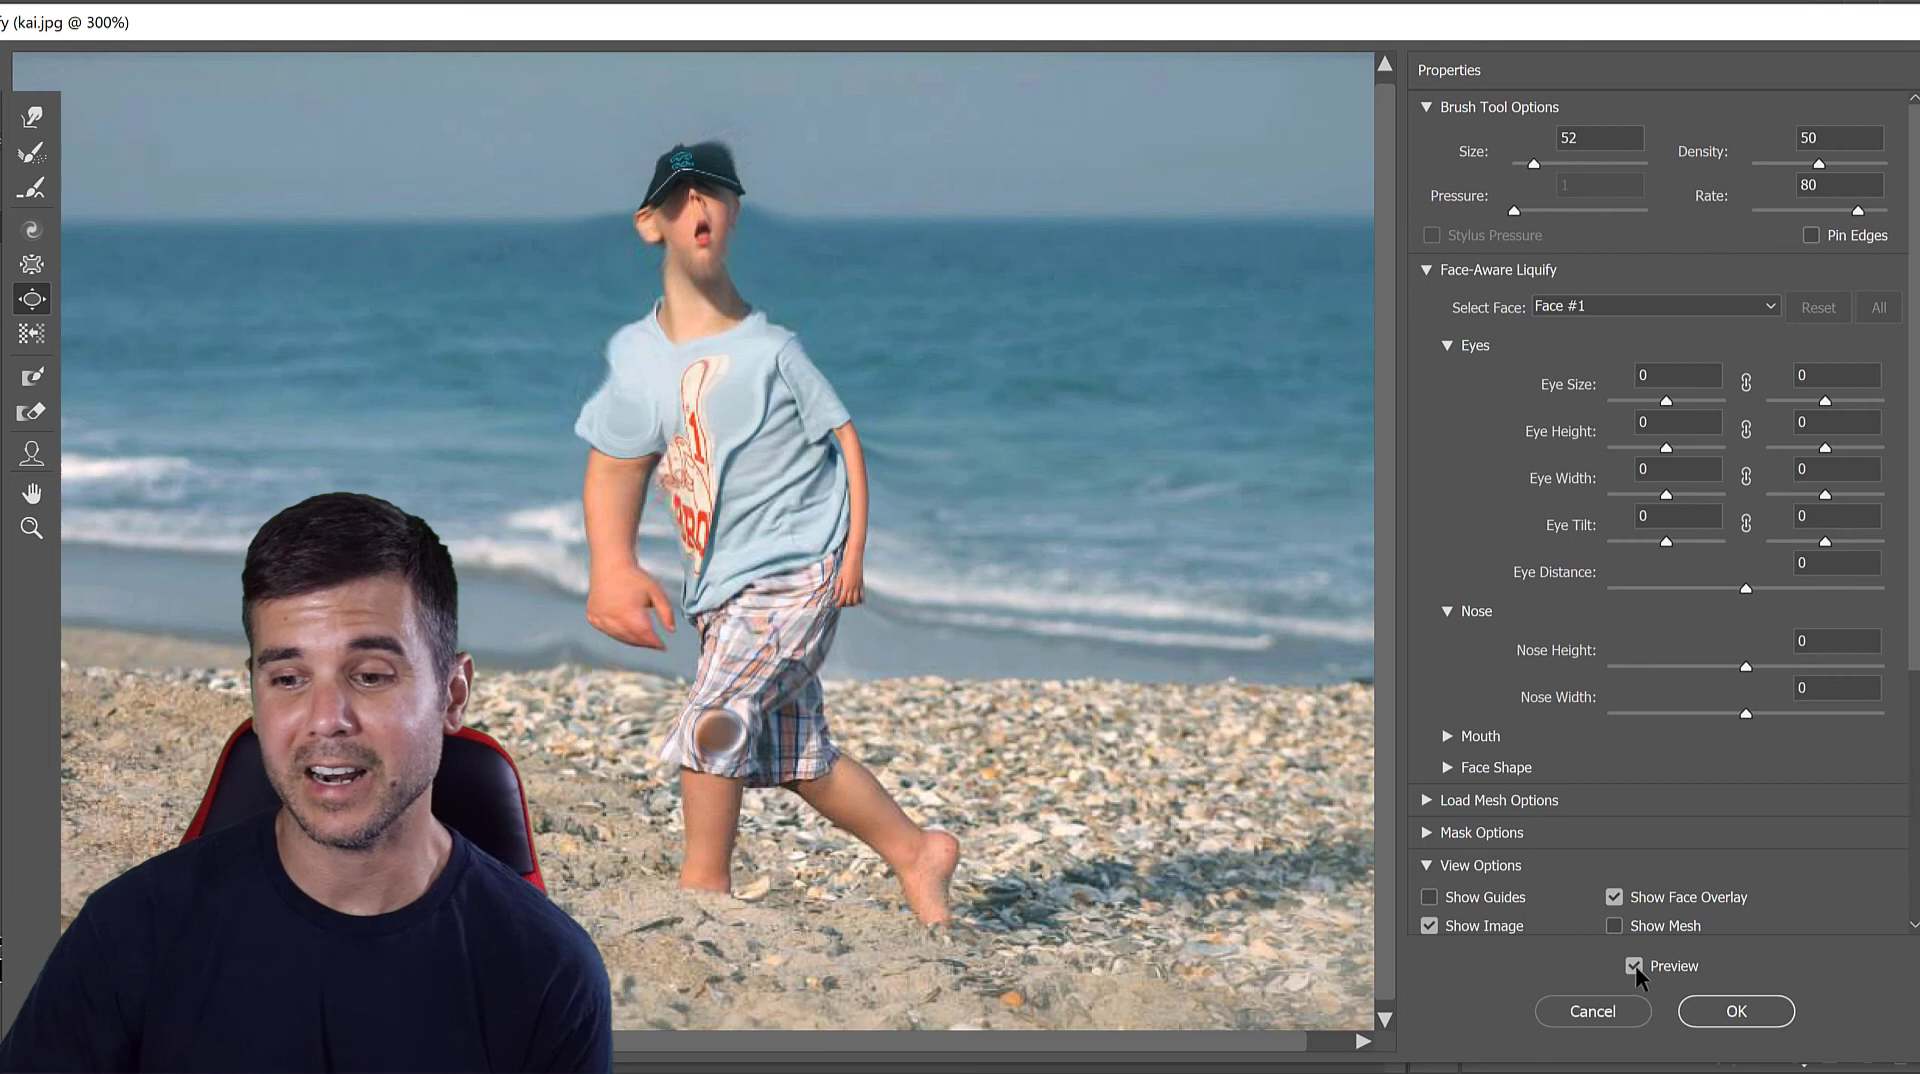 fy (kai.jpg @ 300%)
Properties
Brush Tool Options
Size: 52
Density: 50
Pressure: 1
Rate: 80
Stylus Pressure
Pin Edges
Face-Aware Liquify
Select Face: Face #1
Reset
All
Eyes
Eye Size: 0 0
Eye Height: 0 0
Eye Width: 0 0
Eye Tilt: 0 0
Eye Distance: 0
Nose
Nose Height: 0
Nose Width: 0
Mouth
Face Shape
Load Mesh Options
Mask Options
View Options
Show Guides
Show Face Overlay
Show Image
Show Mesh
Preview
Cancel
OK
1